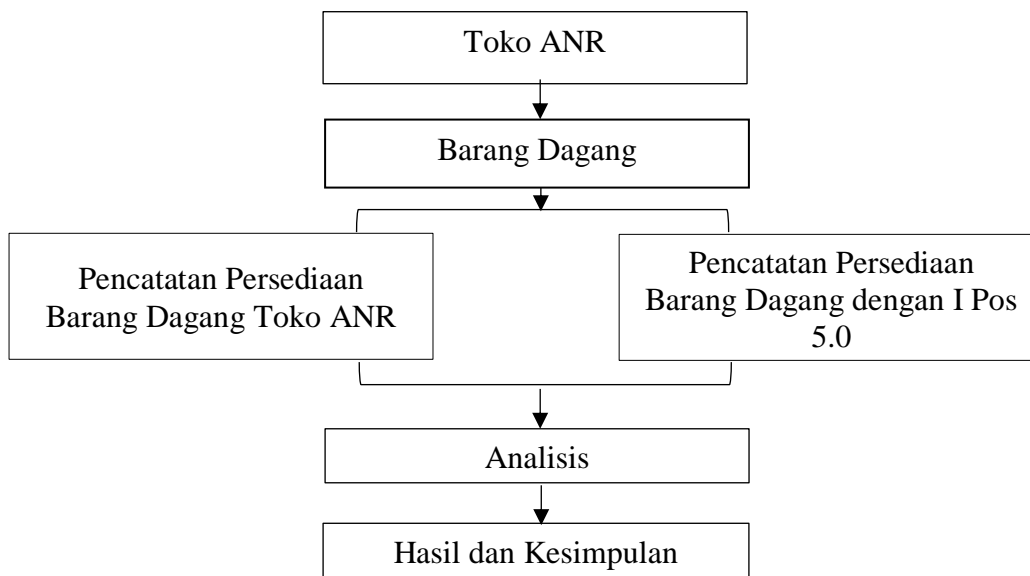 Toko ANR
Barang Dagang
Pencatatan Persediaan
Barang Dagang Toko ANR
Pencatatan Persediaan
Barang Dagang dengan I Pos
5.0
Analisis
Hasil dan Kesimpulan